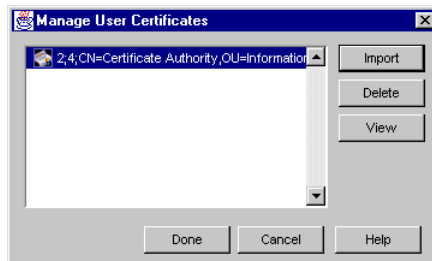 Manage User Certificates
2;4;CN=Certificate Authority,OU=Information
Import
Delete
View
Done
Cancel
Help